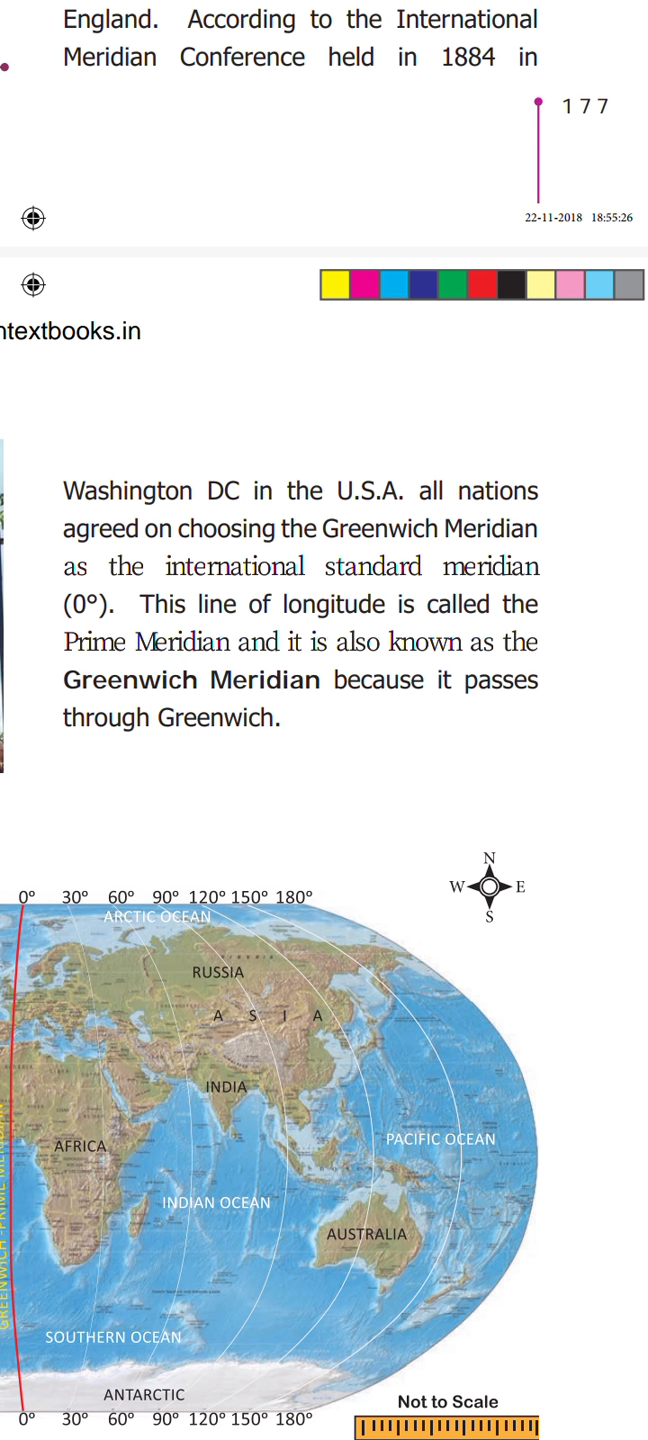 England. According to the International
Meridian Conference held in 1884 in
177
22-11-2018 18:55:26
ntextbooks.in
Washington DC in the U.S.A. all nations
agreed on choosing the Greenwich Meridian
as the international standard meridian
(0°). This line of longitude is called the
Prime Meridian and it is also known as the
Greenwich Meridian because it passes
through Greenwich.
N
W E
S
0° 30° 60° 90° 120° 150° 180°
ARCTIC OCEAN
RUSSIA
A S I A
INDIA
PACIFIC OCEAN
AFRICA
INDIAN OCEAN
AUSTRALIA
GREENWICH -PRIME MERIDIAN
SOUTHERN OCEAN
ANTARCTIC
0° 30° 60° 90° 120° 150° 180°
Not to Scale